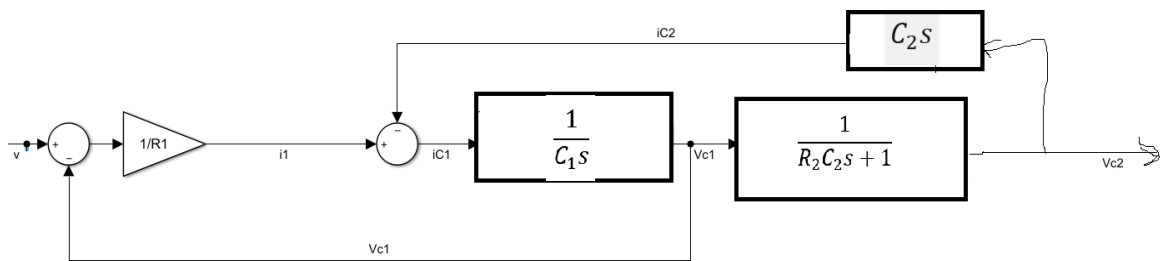 iC2
C₂s
v
+
−
1/R1
i1
+
−
iC1
1
C₁s
Vc1
1
R₂C₂s + 1
Vc2
Vc1